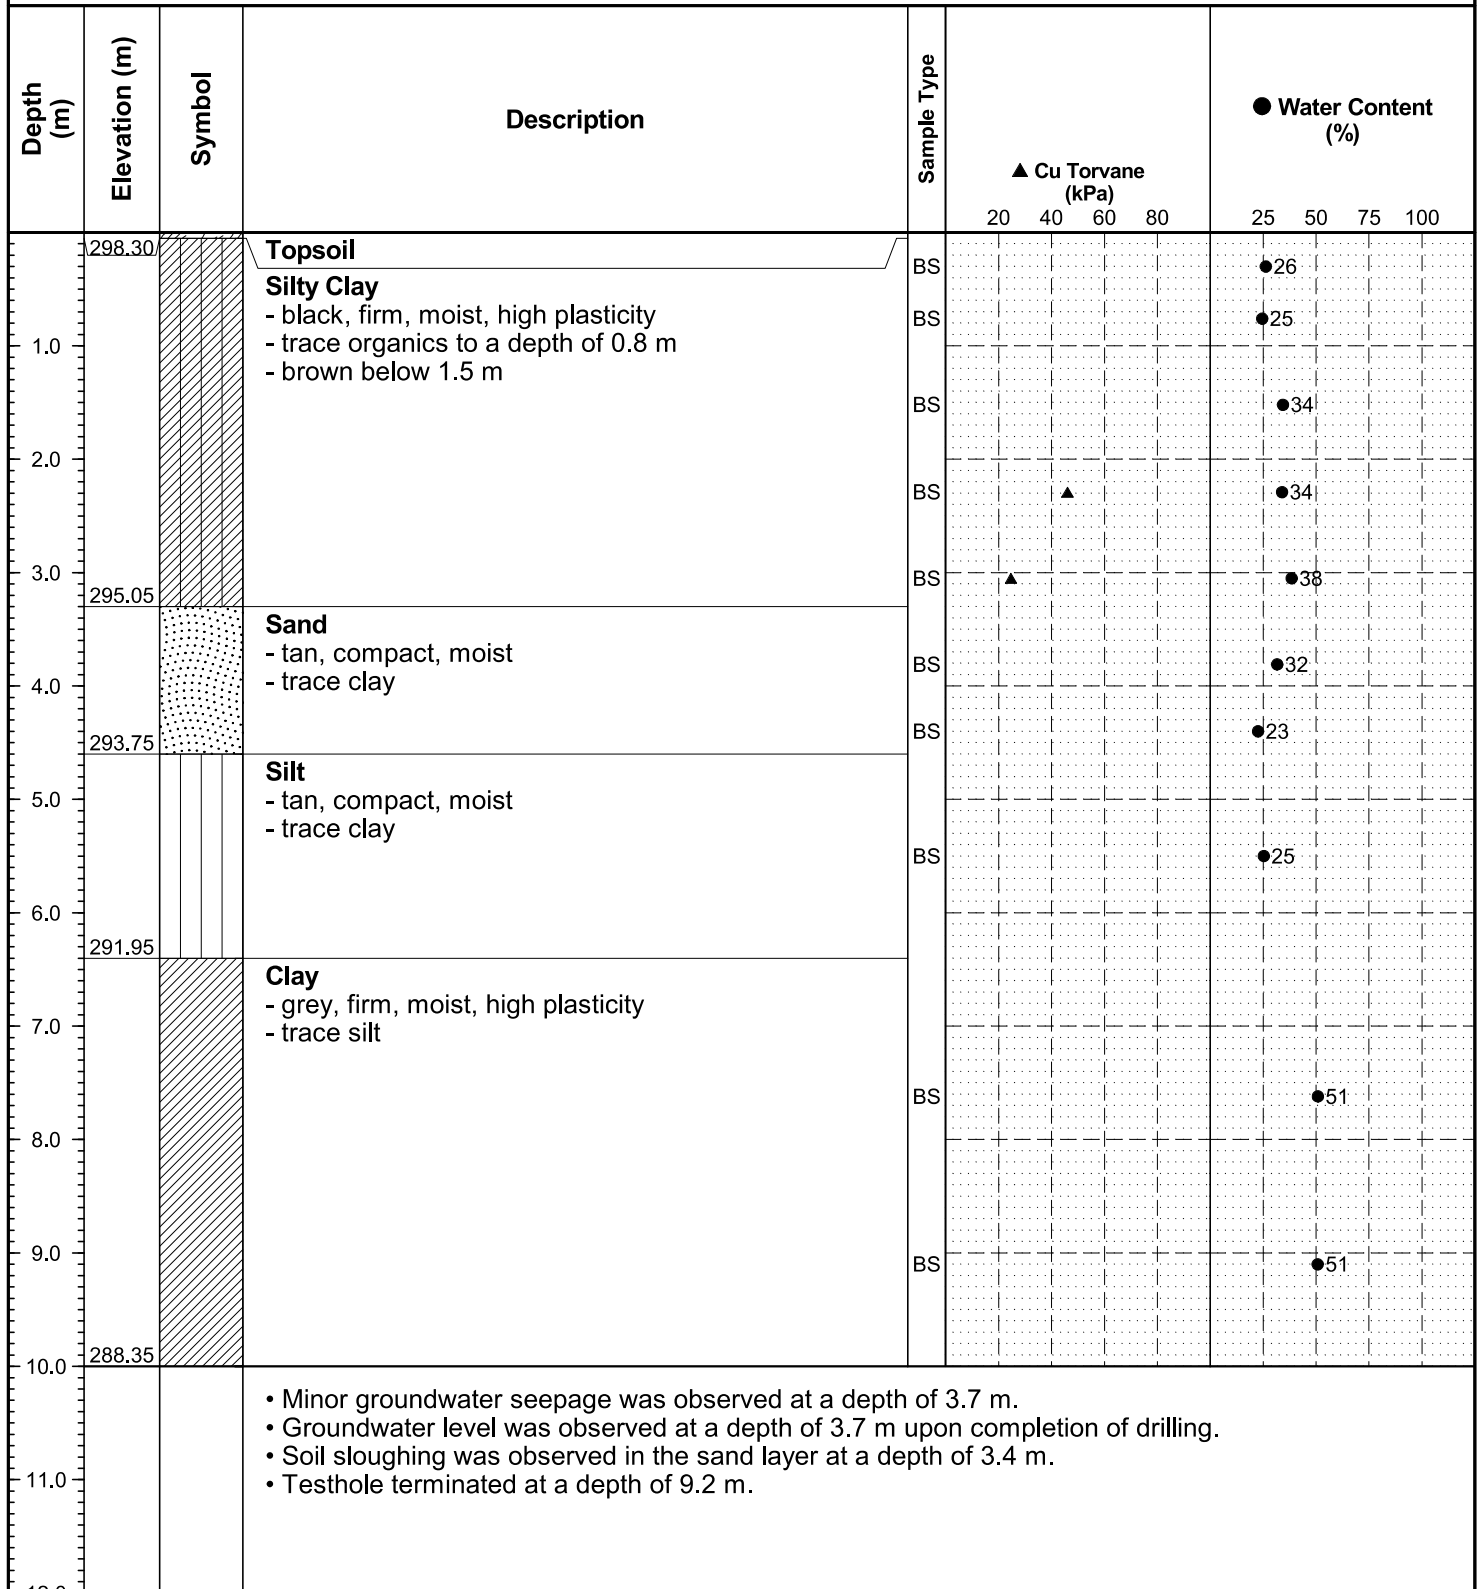 Depth
(m)
Elevation (m)
Symbol
Description
Sample Type
▲ Cu Torvane
(kPa)
20 40 60 80
● Water Content
(%)
25 50 75 100
298.30
Topsoil
Silty Clay
- black, firm, moist, high plasticity
- trace organics to a depth of 0.8 m
- brown below 1.5 m
BS 26
BS 25
1.0
BS 34
2.0
BS 34
3.0
BS 38
295.05
Sand
- tan, compact, moist
- trace clay
BS 32
4.0
BS 23
293.75
Silt
- tan, compact, moist
- trace clay
5.0
BS 25
6.0
291.95
Clay
- grey, firm, moist, high plasticity
- trace silt
7.0
BS 51
8.0
9.0
BS 51
288.35
10.0
• Minor groundwater seepage was observed at a depth of 3.7 m.
• Groundwater level was observed at a depth of 3.7 m upon completion of drilling.
• Soil sloughing was observed in the sand layer at a depth of 3.4 m.
• Testhole terminated at a depth of 9.2 m.
11.0